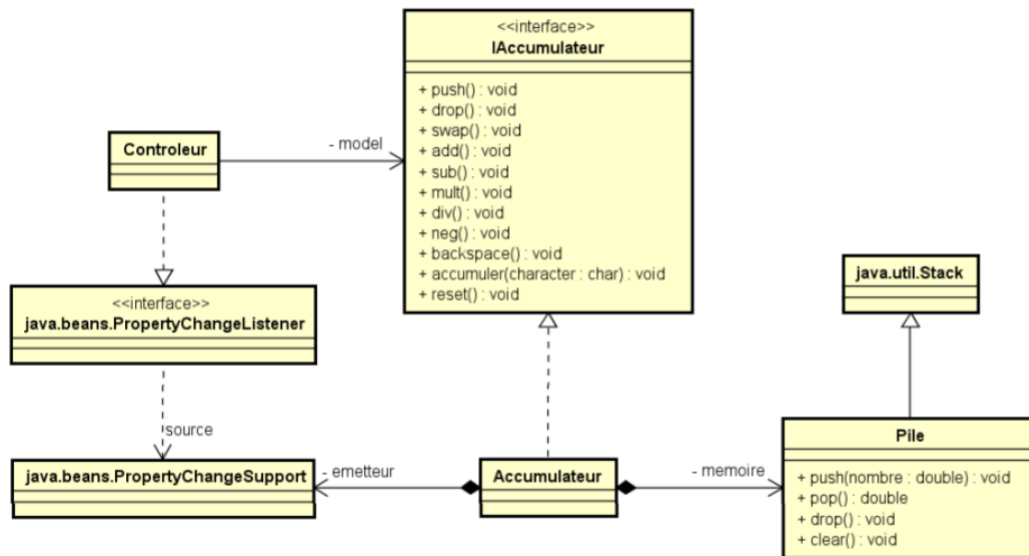 <<interface>>
IAccumulateur
+ push() : void
+ drop() : void
+ swap() : void
+ add() : void
+ sub() : void
+ mult() : void
+ div() : void
+ neg() : void
+ backspace() : void
+ accumuler(character : char) : void
+ reset() : void
Controleur
- model
<<interface>>
java.beans.PropertyChangeListener
source
java.beans.PropertyChangeSupport
- emetteur
Accumulateur
- memoire
java.util.Stack
Pile
+ push(nombre : double) : void
+ pop() : double
+ drop() : void
+ clear() : void